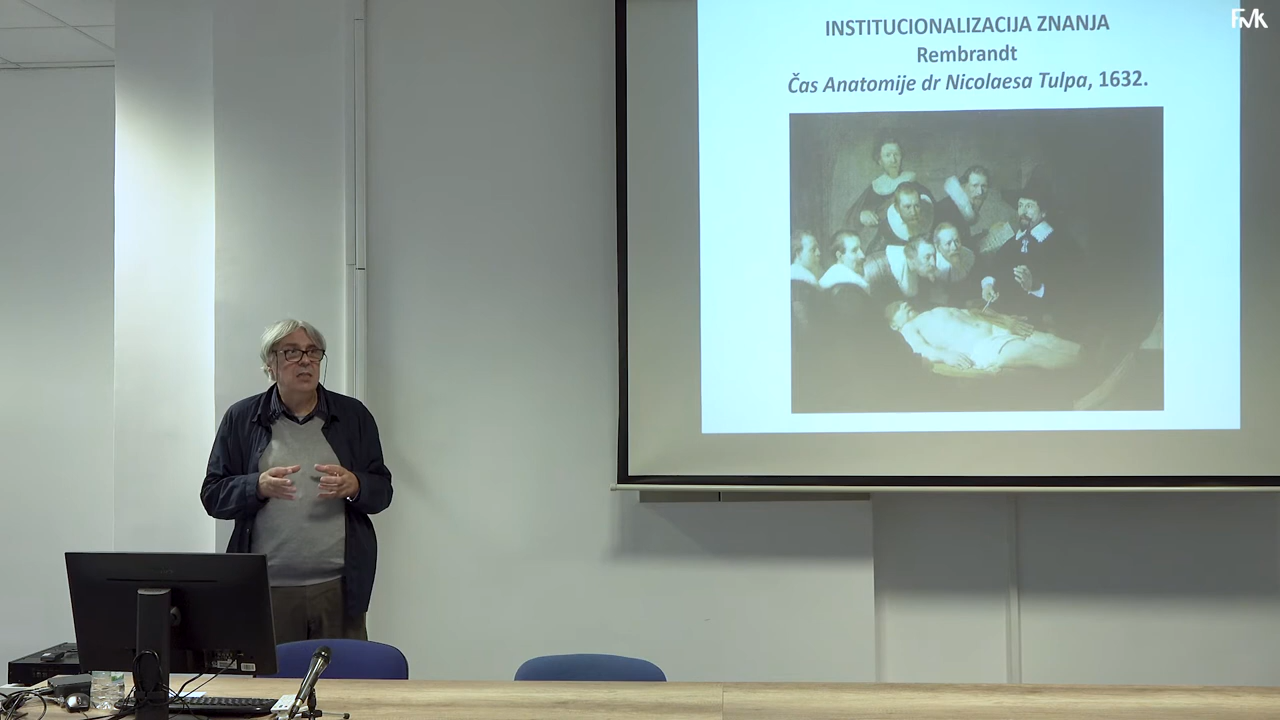 INSTITUCIONALIZACIJA ZNANJA
Rembrandt
Čas Anatomije dr Nicolaesa Tulpa, 1632.
FMK